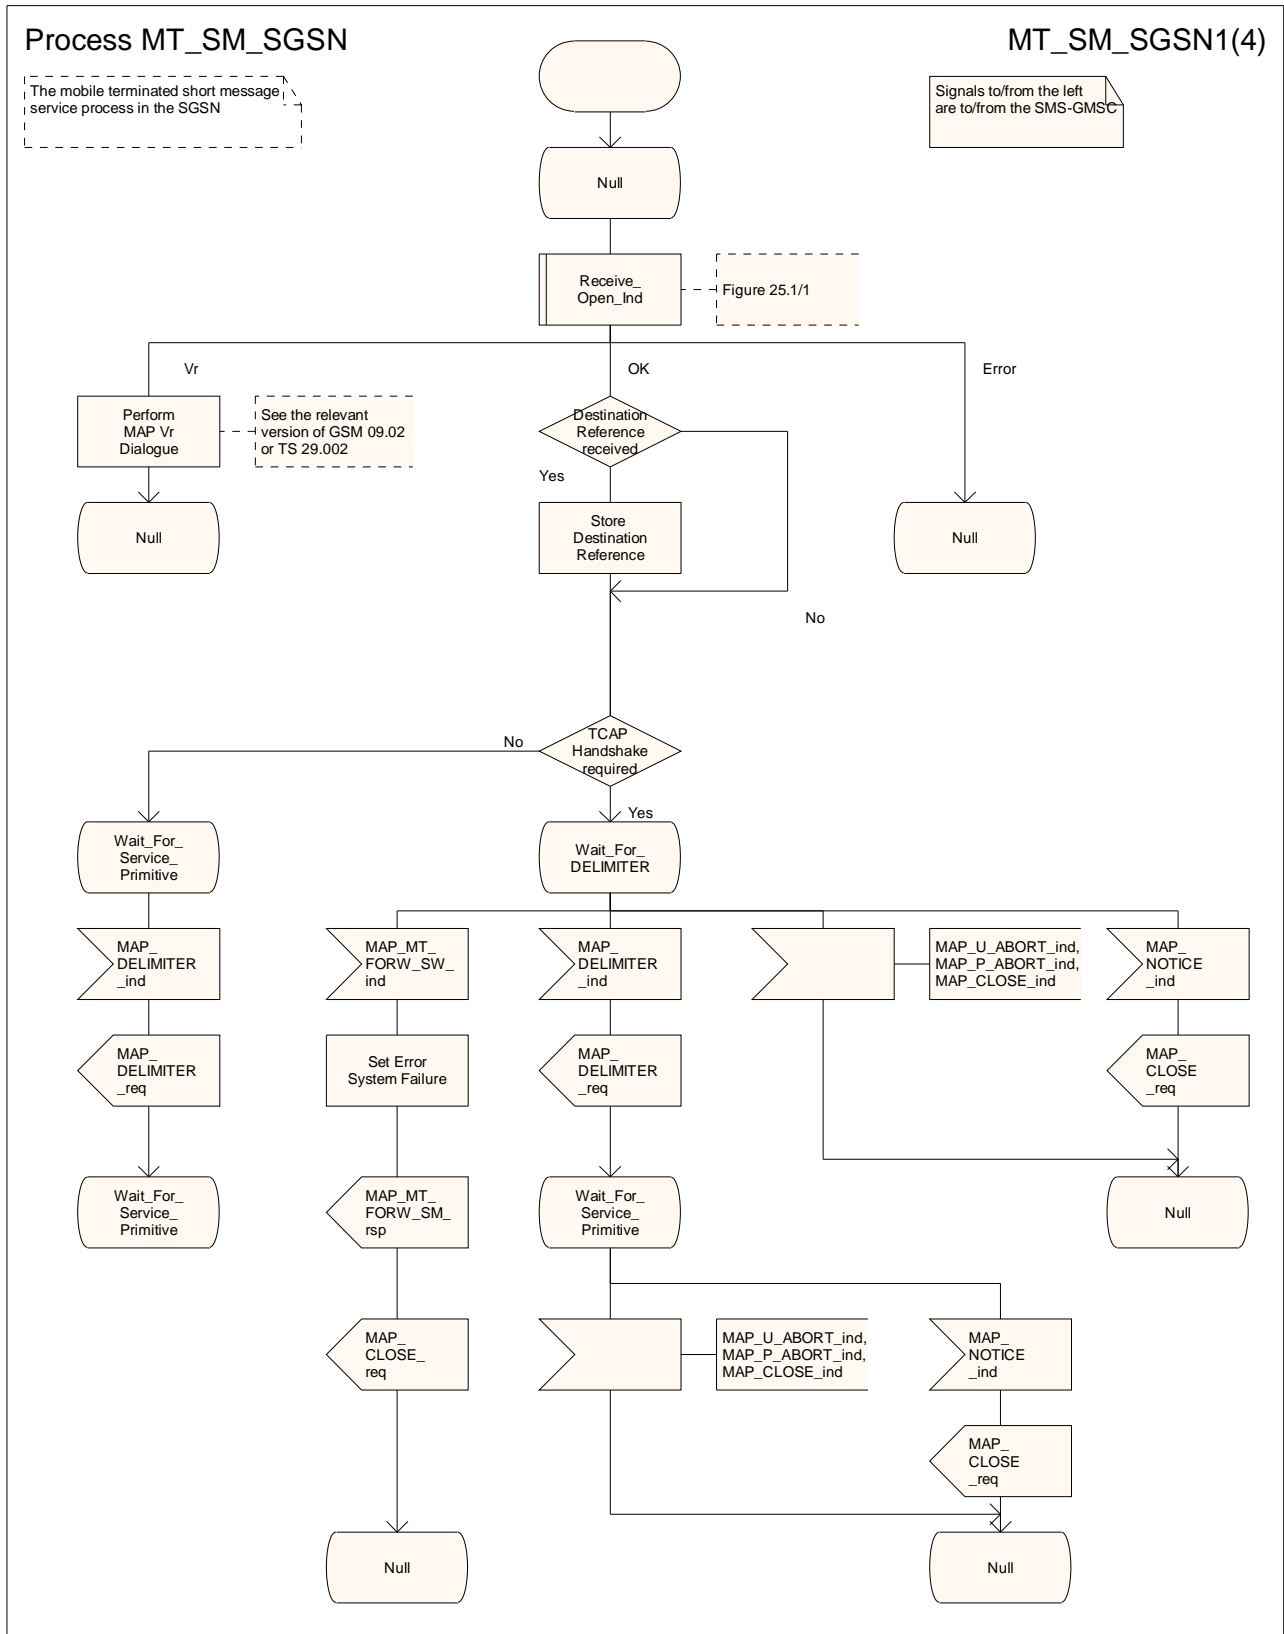 Process MT_SM_SGSN
MT_SM_SGSN1(4)
The mobile terminated short message
service process in the SGSN
Signals to/from the left
are to/from the SMS-GMSC
Null
Receive_
Open_Ind
Figure 25.1/1
Vr
OK
Error
Perform
MAP Vr
Dialogue
See the relevant
version of GSM 09.02
or TS 29.002
Destination
Reference
received
Yes
Null
Store
Destination
Reference
Null
No
TCAP
Handshake
required
No
Yes
Wait_For_
Service_
Primitive
Wait_For_
DELIMITER
MAP_
DELIMITER
_ind
MAP_MT_
FORW_SW_
ind
MAP_
DELIMITER
_ind
MAP_U_ABORT_ind,
MAP_P_ABORT_ind,
MAP_CLOSE_ind
MAP_
NOTICE
_ind
MAP_
DELIMITER
_req
Set Error
System Failure
MAP_
DELIMITER
_req
MAP_
CLOSE
_req
Wait_For_
Service_
Primitive
MAP_MT_
FORW_SM_
rsp
Wait_For_
Service_
Primitive
Null
MAP_
CLOSE_
req
MAP_U_ABORT_ind,
MAP_P_ABORT_ind,
MAP_CLOSE_ind
MAP_
NOTICE
_ind
MAP_
CLOSE
_req
Null
Null